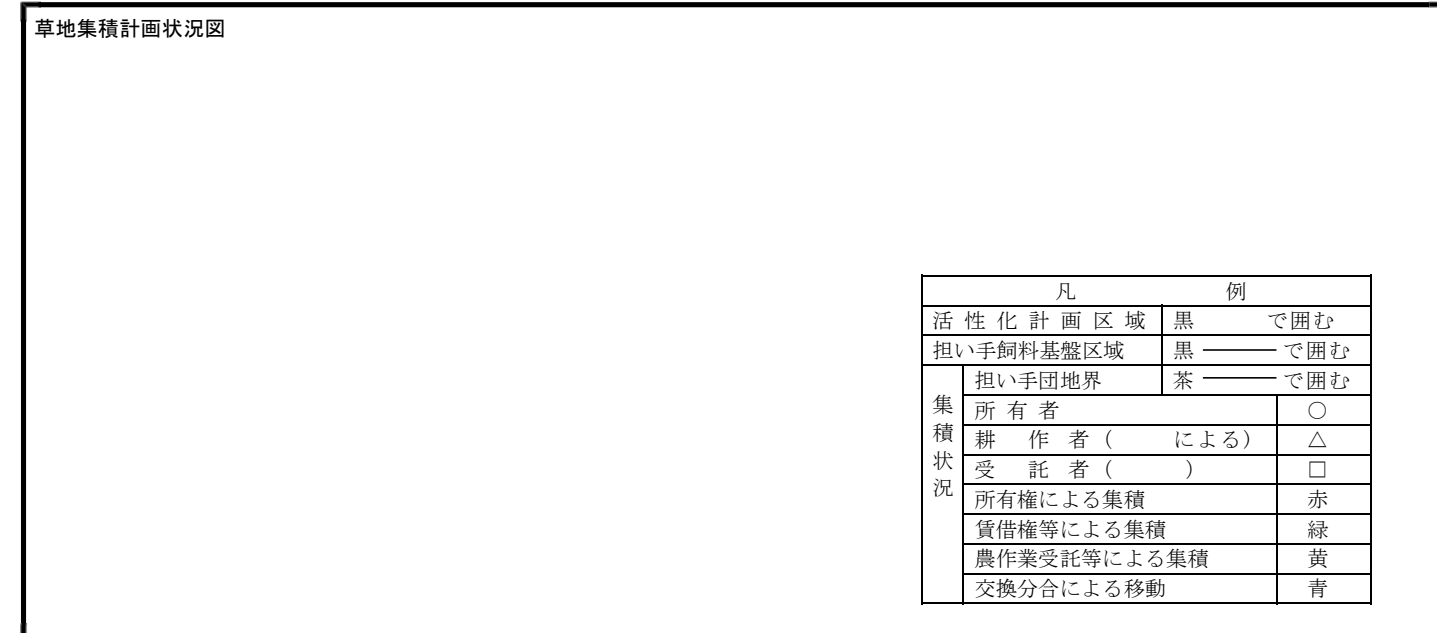 草地集積計画状況図
凡 例
活性化計画区域 黒 で囲む
担い手飼料基盤区域 黒 ――― で囲む
集積状況
担い手団地界 茶 ――― で囲む
所有者 ○
耕作者( による) △
受託者( ) □
所有権による集積 赤
賃借権等による集積 緑
農作業受託等による集積 黄
交換分合による移動 青